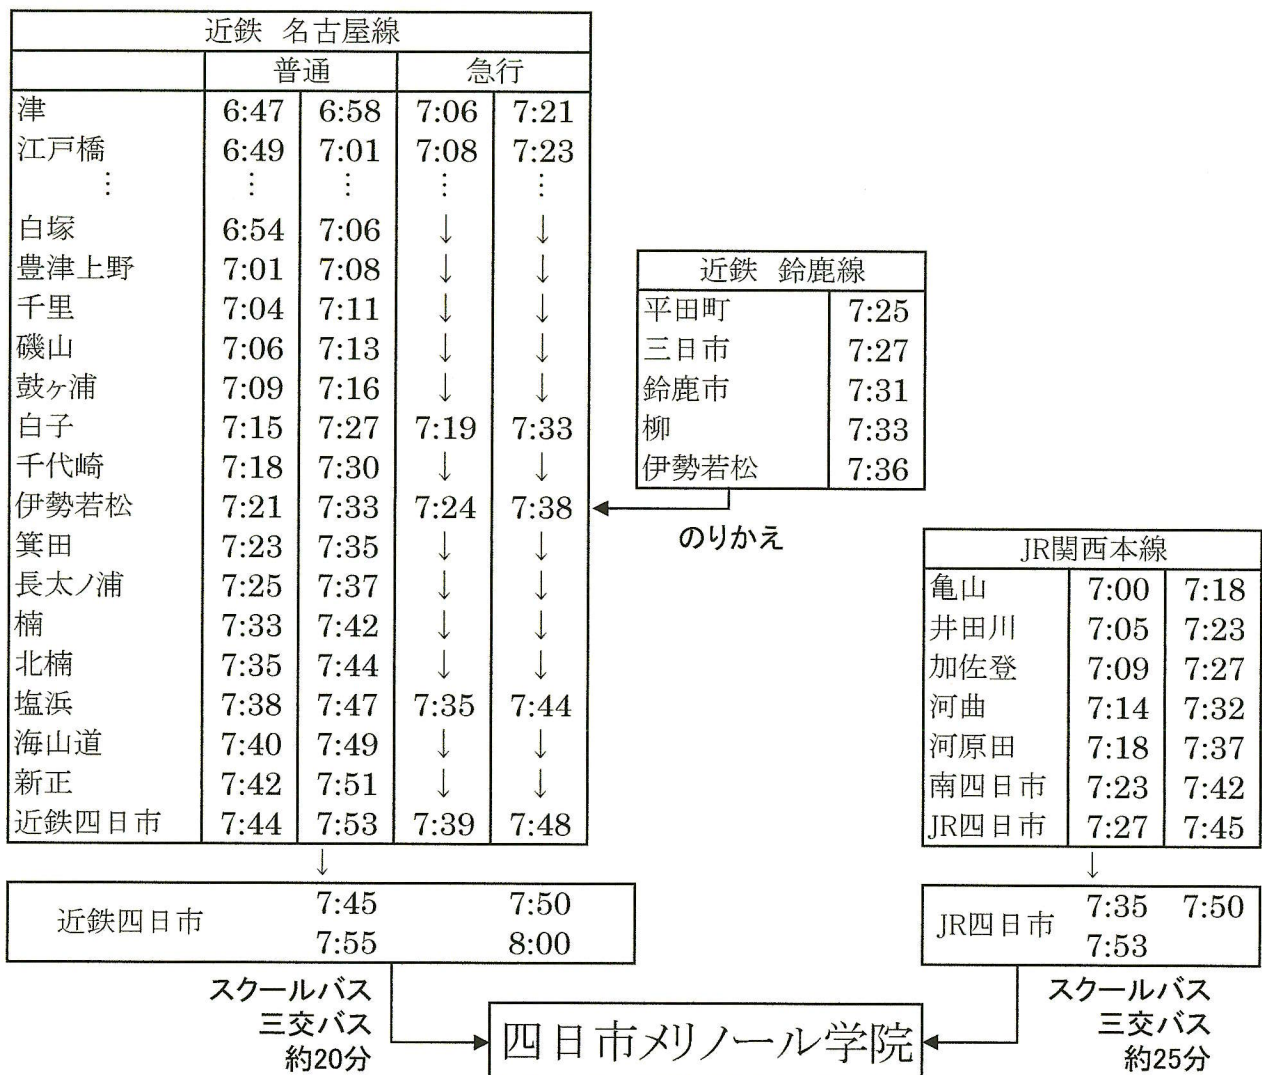 近鉄 名古屋線
普通 急行
津 6:47 6:58 7:06 7:21
江戸橋 6:49 7:01 7:08 7:23
⋮ ⋮ ⋮ ⋮ ⋮
白塚 6:54 7:06 ↓ ↓
豊津上野 7:01 7:08 ↓ ↓
千里 7:04 7:11 ↓ ↓
磯山 7:06 7:13 ↓ ↓
鼓ヶ浦 7:09 7:16 ↓ ↓
白子 7:15 7:27 7:19 7:33
千代崎 7:18 7:30 ↓ ↓
伊勢若松 7:21 7:33 7:24 7:38
箕田 7:23 7:35 ↓ ↓
長太ノ浦 7:25 7:37 ↓ ↓
楠 7:33 7:42 ↓ ↓
北楠 7:35 7:44 ↓ ↓
塩浜 7:38 7:47 7:35 7:44
海山道 7:40 7:49 ↓ ↓
新正 7:42 7:51 ↓ ↓
近鉄四日市 7:44 7:53 7:39 7:48
近鉄 鈴鹿線
平田町 7:25
三日市 7:27
鈴鹿市 7:31
柳 7:33
伊勢若松 7:36
のりかえ
JR関西本線
亀山 7:00 7:18
井田川 7:05 7:23
加佐登 7:09 7:27
河曲 7:14 7:32
河原田 7:18 7:37
南四日市 7:23 7:42
JR四日市 7:27 7:45
↓
近鉄四日市 7:45 7:50
7:55 8:00
スクールバス
三交バス
約20分
↓
JR四日市 7:35 7:50
7:53
スクールバス
三交バス
約25分
四日市メリノール学院